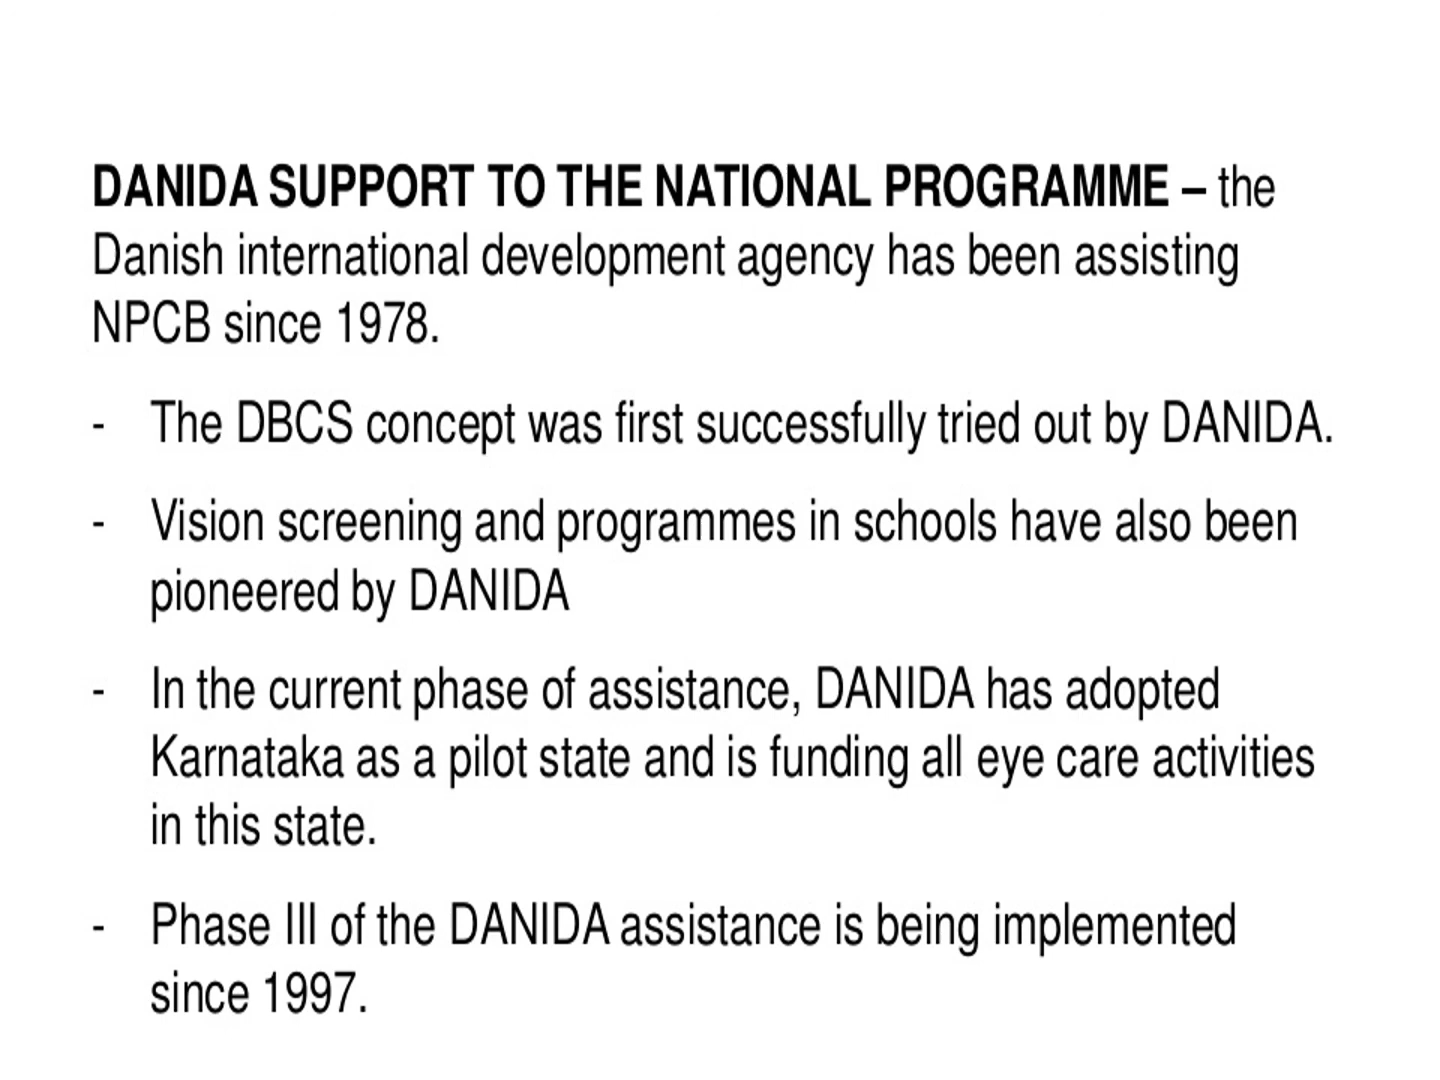 DANIDA SUPPORT TO THE NATIONAL PROGRAMME – the
Danish international development agency has been assisting
NPCB since 1978.
- The DBCS concept was first successfully tried out by DANIDA.
- Vision screening and programmes in schools have also been
pioneered by DANIDA
- In the current phase of assistance, DANIDA has adopted
Karnataka as a pilot state and is funding all eye care activities
in this state.
- Phase III of the DANIDA assistance is being implemented
since 1997.